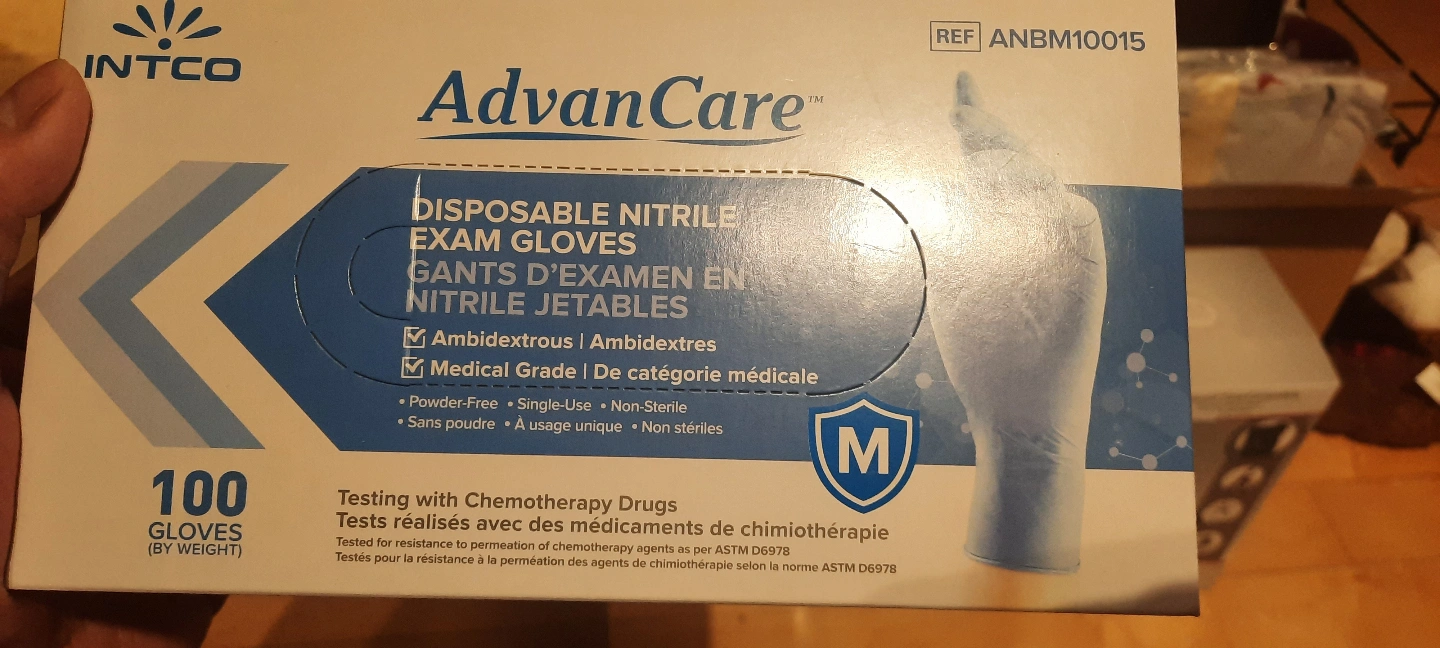 INTCO
REF ANBM10015
AdvanCare™
DISPOSABLE NITRILE
EXAM GLOVES
GANTS D'EXAMEN EN
NITRILE JETABLES
Ambidextrous | Ambidextres
Medical Grade | De catégorie médicale
• Powder-Free • Single-Use • Non-Sterile
• Sans poudre • À usage unique • Non stériles
M
100
GLOVES
(BY WEIGHT)
Testing with Chemotherapy Drugs
Tests réalisés avec des médicaments de chimiothérapie
Tested for resistance to permeation of chemotherapy agents as per ASTM D6978
Testés pour la résistance à la perméation des agents de chimiothérapie selon la norme ASTM D6978